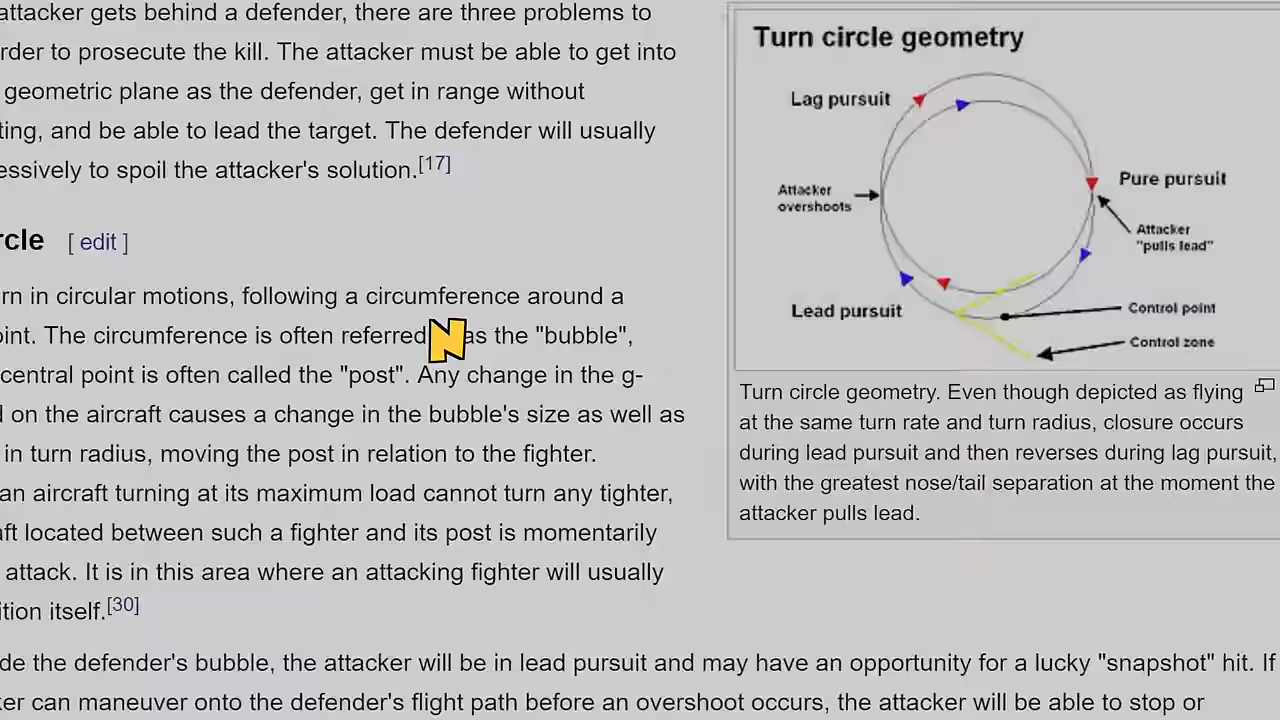 attacker gets behind a defender, there are three problems to
rder to prosecute the kill. The attacker must be able to get into
geometric plane as the defender, get in range without
ting, and be able to lead the target. The defender will usually
essively to spoil the attacker's solution.[17]
rcle [ edit ]
rn in circular motions, following a circumference around a
oint. The circumference is often referred as the "bubble",
central point is often called the "post". Any change in the g-
d on the aircraft causes a change in the bubble's size as well as
in turn radius, moving the post in relation to the fighter.
an aircraft turning at its maximum load cannot turn any tighter,
aft located between such a fighter and its post is momentarily
attack. It is in this area where an attacking fighter will usually
ition itself.[30]
de the defender's bubble, the attacker will be in lead pursuit and may have an opportunity for a lucky "snapshot" hit. If
ker can maneuver onto the defender's flight path before an overshoot occurs, the attacker will be able to stop or
Turn circle geometry
Lag pursuit
Pure pursuit
Attacker
overshoots
Attacker
"pulls lead"
Lead pursuit
Control point
Control zone
Turn circle geometry. Even though depicted as flying
at the same turn rate and turn radius, closure occurs
during lead pursuit and then reverses during lag pursuit,
with the greatest nose/tail separation at the moment the
attacker pulls lead.
N